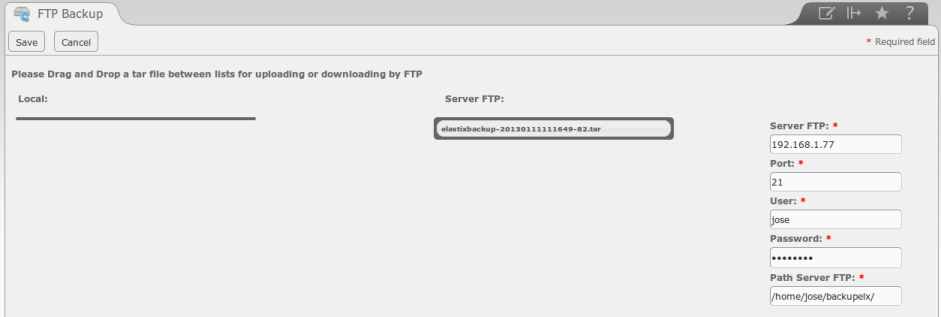 FTP Backup
Save Cancel * Required field
Please Drag and Drop a tar file between lists for uploading or downloading by FTP
Local: Server FTP:
elastixbackup-20130111111649-82.tar
Server FTP: *
192.168.1.77
Port: *
21
User: *
jose
Password: *
••••••••
Path Server FTP: *
/home/jose/backupelx/